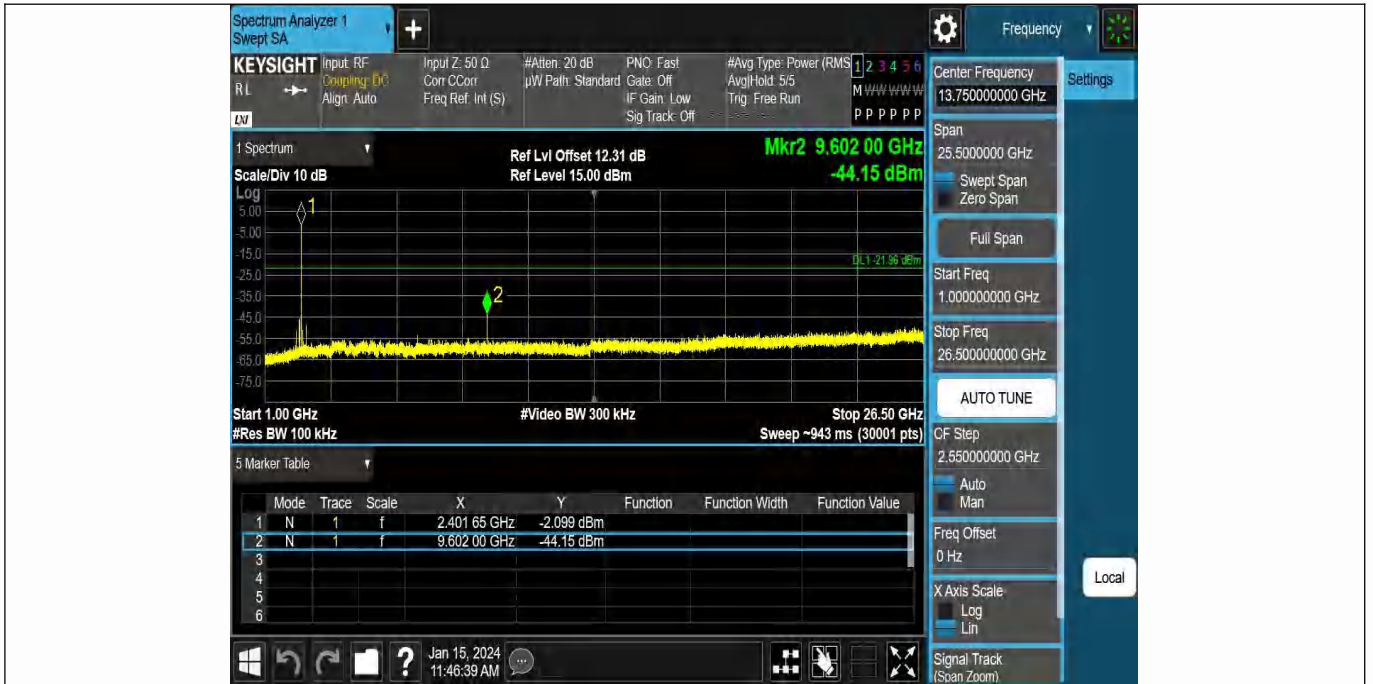 Spectrum Analyzer 1
Swept SA
+
Frequency
KEYSIGHT
RL
Input: RF
Coupling: DC
Align: Auto
Input Z: 50 Ω
Corr CCorr
Freq Ref: Int (S)
#Atten: 20 dB
µW Path: Standard
PNO: Fast
Gate: Off
IF Gain: Low
Sig Track: Off
#Avg Type: Power (RMS
Avg|Hold: 5/5
Trig: Free Run
1 2 3 4 5 6
M W W W W W
P P P P P P
LXI
1 Spectrum
Scale/Div 10 dB
Ref Lvl Offset 12.31 dB
Ref Level 15.00 dBm
Mkr2 9.602 00 GHz
-44.15 dBm
Log
5.00
-5.00
-15.0
-25.0
-35.0
-45.0
-55.0
-65.0
-75.0
1
2
DL1 -21.96 dBm
Start 1.00 GHz
#Res BW 100 kHz
#Video BW 300 kHz
Stop 26.50 GHz
Sweep ~943 ms (30001 pts)
5 Marker Table
Mode Trace Scale X Y Function Function Width Function Value
1 N 1 f 2.401 65 GHz -2.099 dBm
2 N 1 f 9.602 00 GHz -44.15 dBm
3
4
5
6
Jan 15, 2024
11:46:39 AM
?
Center Frequency
13.750000000 GHz
Settings
Span
25.5000000 GHz
Swept Span
Zero Span
Full Span
Start Freq
1.000000000 GHz
Stop Freq
26.500000000 GHz
AUTO TUNE
CF Step
2.550000000 GHz
Auto
Man
Freq Offset
0 Hz
X Axis Scale
Log
Lin
Local
Signal Track
(Span Zoom)